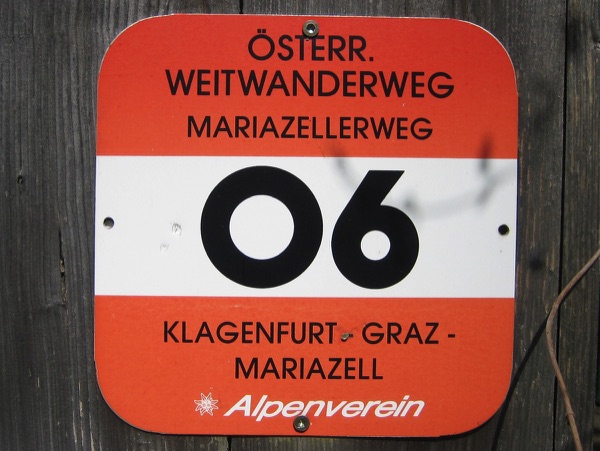 ÖSTERR.
WEITWANDERWEG
MARIAZELLERWEG
06
KLAGENFURT - GRAZ -
MARIAZELL
Alpenverein